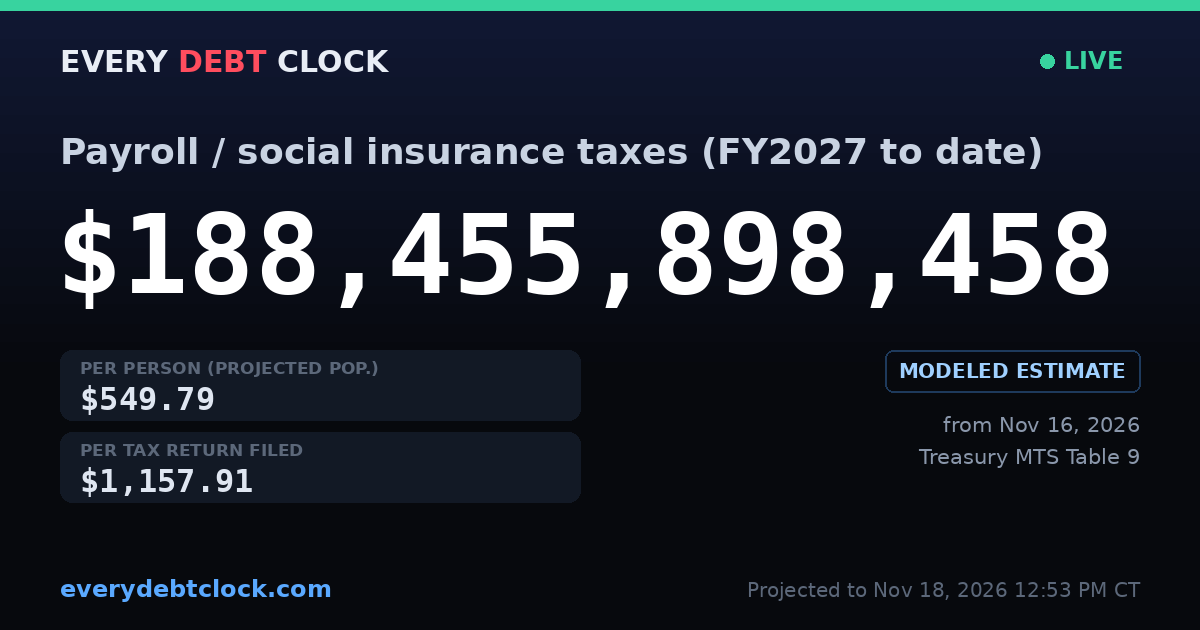 EVERY DEBT CLOCK
LIVE
Payroll / social insurance taxes (FY2027 to date)
$188,455,898,458
PER PERSON (PROJECTED POP.)
$549.79
PER TAX RETURN FILED
$1,157.91
MODELED ESTIMATE
from Nov 16, 2026
Treasury MTS Table 9
everydebtclock.com
Projected to Nov 18, 2026 12:53 PM CT